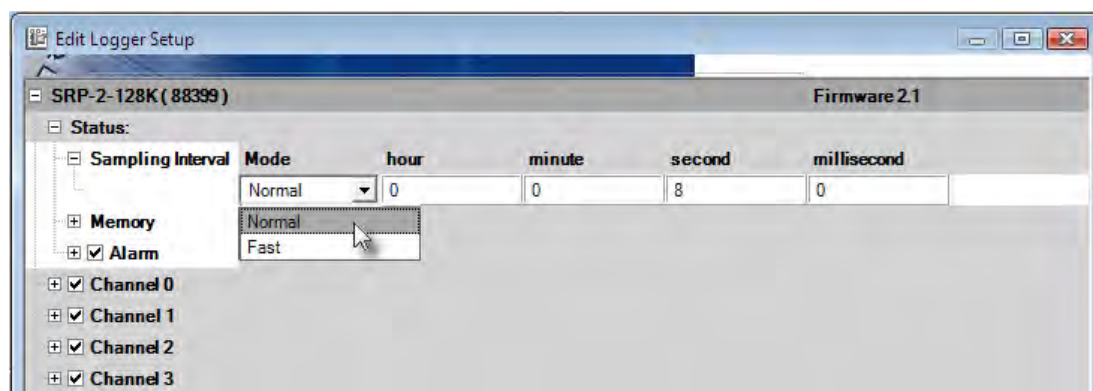 Edit Logger Setup
SRP-2-128K ( 88399 ) Firmware 2.1
Status:
Sampling Interval Mode hour minute second millisecond
Normal 0 0 8 0
Memory Normal
Fast
Alarm
Channel 0
Channel 1
Channel 2
Channel 3